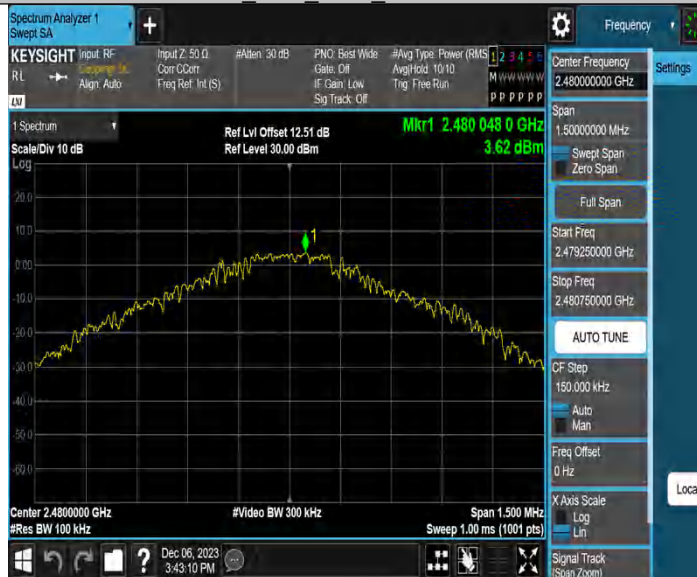 Spectrum Analyzer 1
Swept SA
Frequency
KEYSIGHT
RL
LXI
Input: RF
Coupling: DC
Align: Auto
Input Z: 50 Ω
Corr CCorr
Freq Ref: Int (S)
#Atten: 30 dB
PNO: Best Wide
Gate: Off
IF Gain: Low
Sig Track: Off
#Avg Type: Power (RMS
Avg|Hold: 10/10
Trig: Free Run
1 2 3 4 5 6
M W W W W W
P P P P P P
1 Spectrum
Scale/Div 10 dB
Log
Ref Lvl Offset 12.51 dB
Ref Level 30.00 dBm
Mkr1 2.480 048 0 GHz
3.62 dBm
20.0
10.0
0.00
-10.0
-20.0
-30.0
-40.0
-50.0
-60.0
1
Center 2.4800000 GHz
#Res BW 100 kHz
#Video BW 300 kHz
Span 1.500 MHz
Sweep 1.00 ms (1001 pts)
Dec 06, 2023
3:43:10 PM
Center Frequency
2.480000000 GHz
Settings
Span
1.50000000 MHz
Swept Span
Zero Span
Full Span
Start Freq
2.479250000 GHz
Stop Freq
2.480750000 GHz
AUTO TUNE
CF Step
150.000 kHz
Auto
Man
Freq Offset
0 Hz
X Axis Scale
Log
Lin
Signal Track
(Span Zoom)
Loca